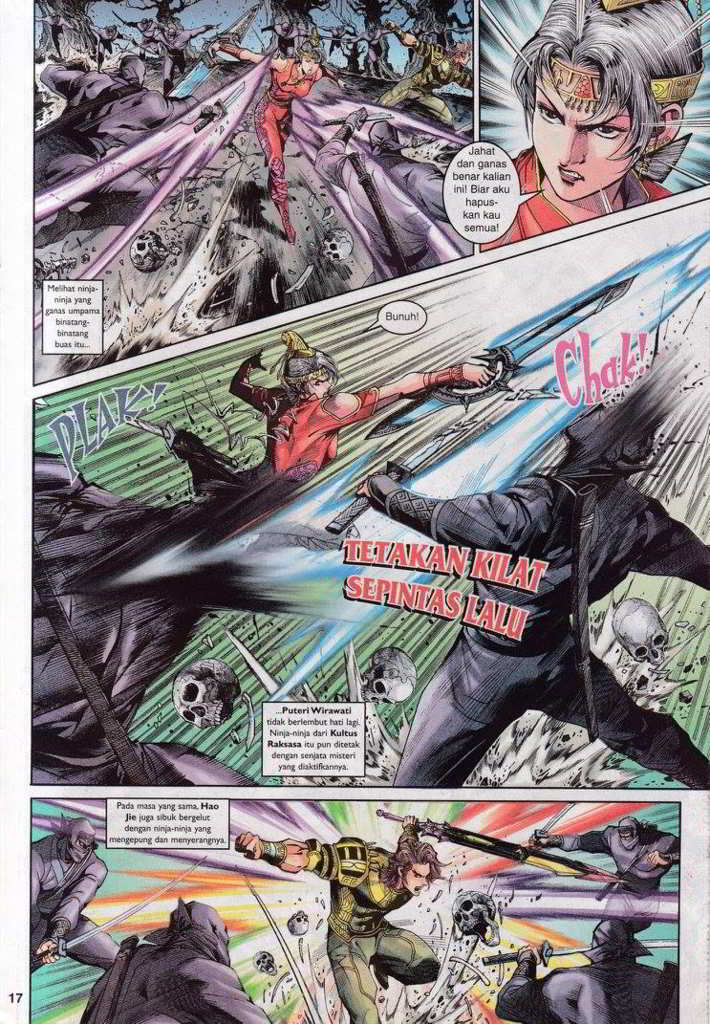 Jahat
dan ganas
benar kalian
ini! Biar aku
hapus-
kan kau
semua!
Melihat ninja-
ninja yang
ganas umpama
binatang-
binatang
buas itu...
Bunuh!
Chak!
PLAK!
TETAKAN KILAT
SEPINTAS LALU
...Puteri Wirawati
tidak berlembut hati lagi.
Ninja-ninja dari Kultus
Raksasa itu pun ditetak
dengan senjata misteri
yang diaktifkannya.
Pada masa yang sama, Hao
Jie juga sibuk bergelut
dengan ninja-ninja yang
mengepung dan menyerangnya.
17